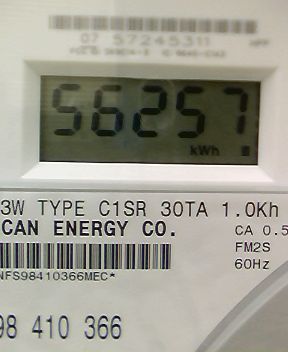 07 57245311
56257
kWh
3W TYPE C1SR 30TA 1.0Kh
CAN ENERGY CO.
CA 0.5
FM2S
60Hz
NFS98410366MEC*
98 410 366